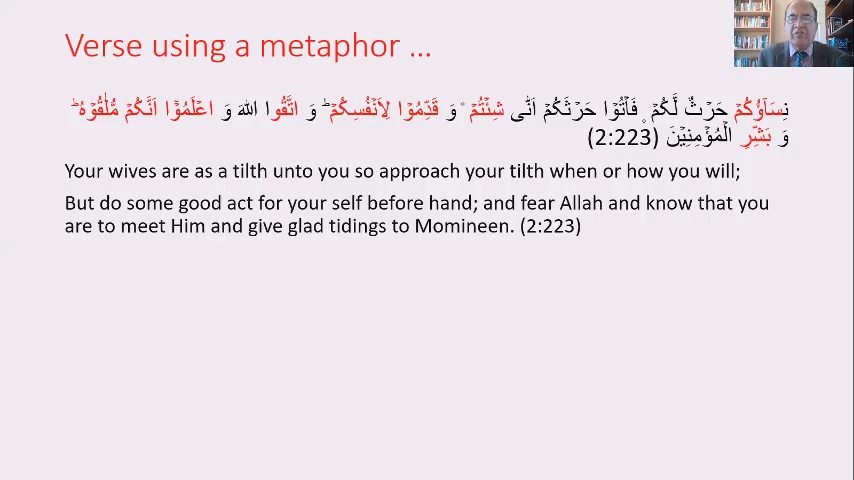 Verse using a metaphor ...
نِسَآؤُكُمْ حَرْثٌ لَّكُمْ ۪ فَاْتُوْا حَرْثَكُمْ اَنّٰى شِئْتُمْ ۫ وَ قَدِّمُوْا لِاَنْفُسِكُمْ ؕ وَ اتَّقُوا اللّٰهَ وَ اعْلَمُوْۤا اَنَّكُمْ مُّلٰقُوْهُ ؕ
وَ بَشِّرِ الْمُؤْمِنِيْنَ (2:223)
Your wives are as a tilth unto you so approach your tilth when or how you will;
But do some good act for your self before hand; and fear Allah and know that you
are to meet Him and give glad tidings to Momineen. (2:223)